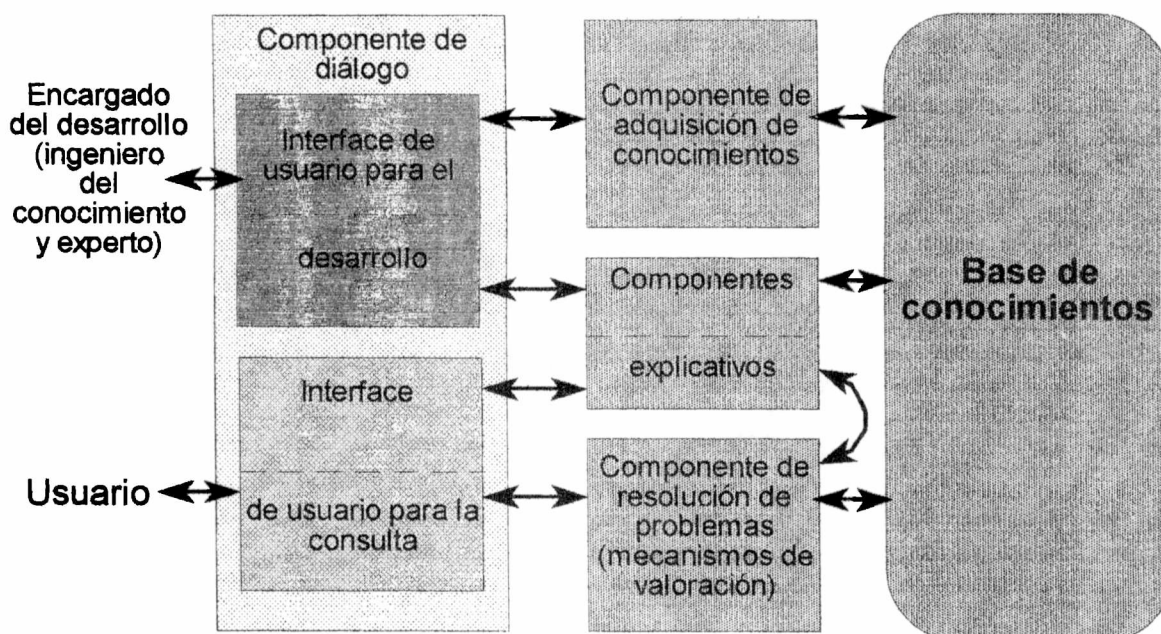 Componente de
diálogo
Encargado
del desarrollo
(ingeniero
del
conocimiento
y experto)
Interface de
usuario para el
desarrollo
Componente de
adquisición de
conocimientos
Componentes
explicativos
Base de
conocimientos
Interface
de usuario para la
consulta
Usuario
Componente de
resolución de
problemas
(mecanismos de
valoración)